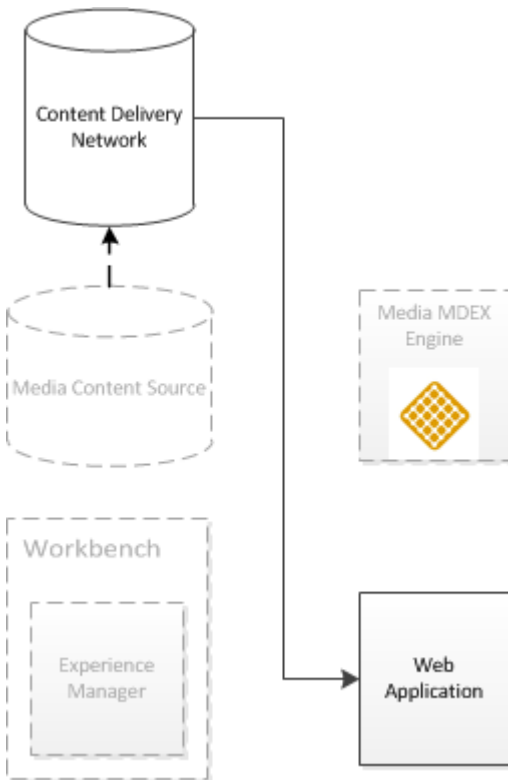 Content Delivery
Network
Media MDEX
Engine
Media Content Source
Workbench
Experience
Manager
Web
Application